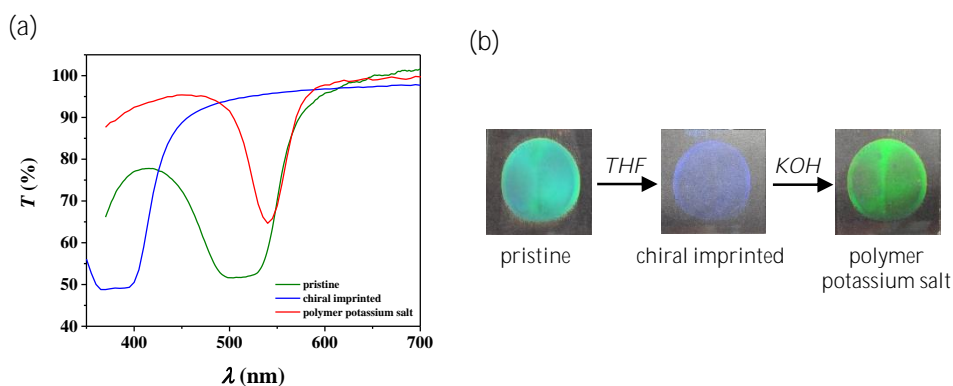 (a)
(b)
100
90
80
70
60
50
40
T (%)
400
500
600
700
λ (nm)
pristine
chiral imprinted
polymer potassium salt
THF
KOH
pristine
chiral imprinted
polymer
potassium salt